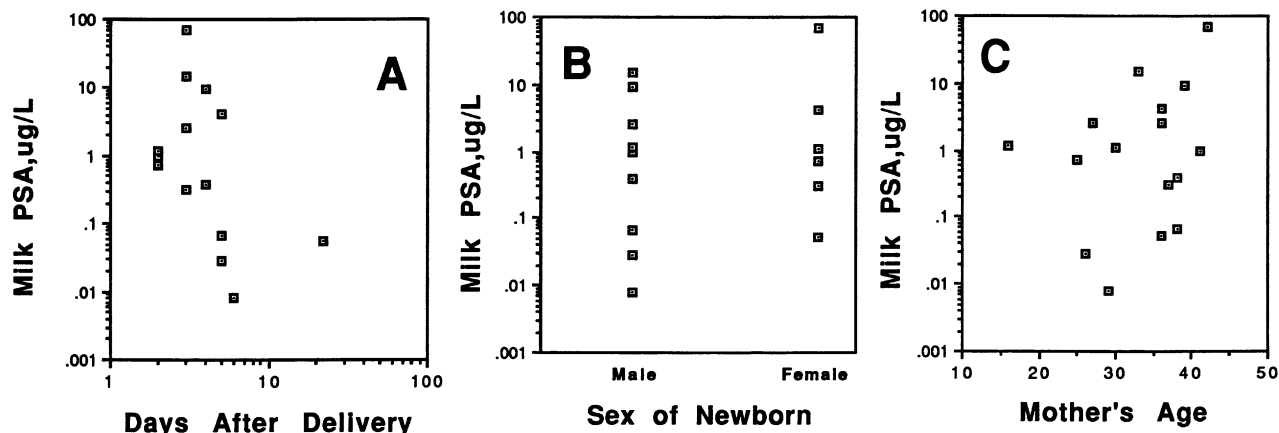 Milk PSA,ug/L
100
10
1
.1
.01
.001
A
1
10
100
Days After Delivery
Milk PSA,ug/L
100
10
1
.1
.01
.001
B
Male
Female
Sex of Newborn
Milk PSA,ug/L
100
10
1
.1
.01
.001
C
10
20
30
40
50
Mother's Age